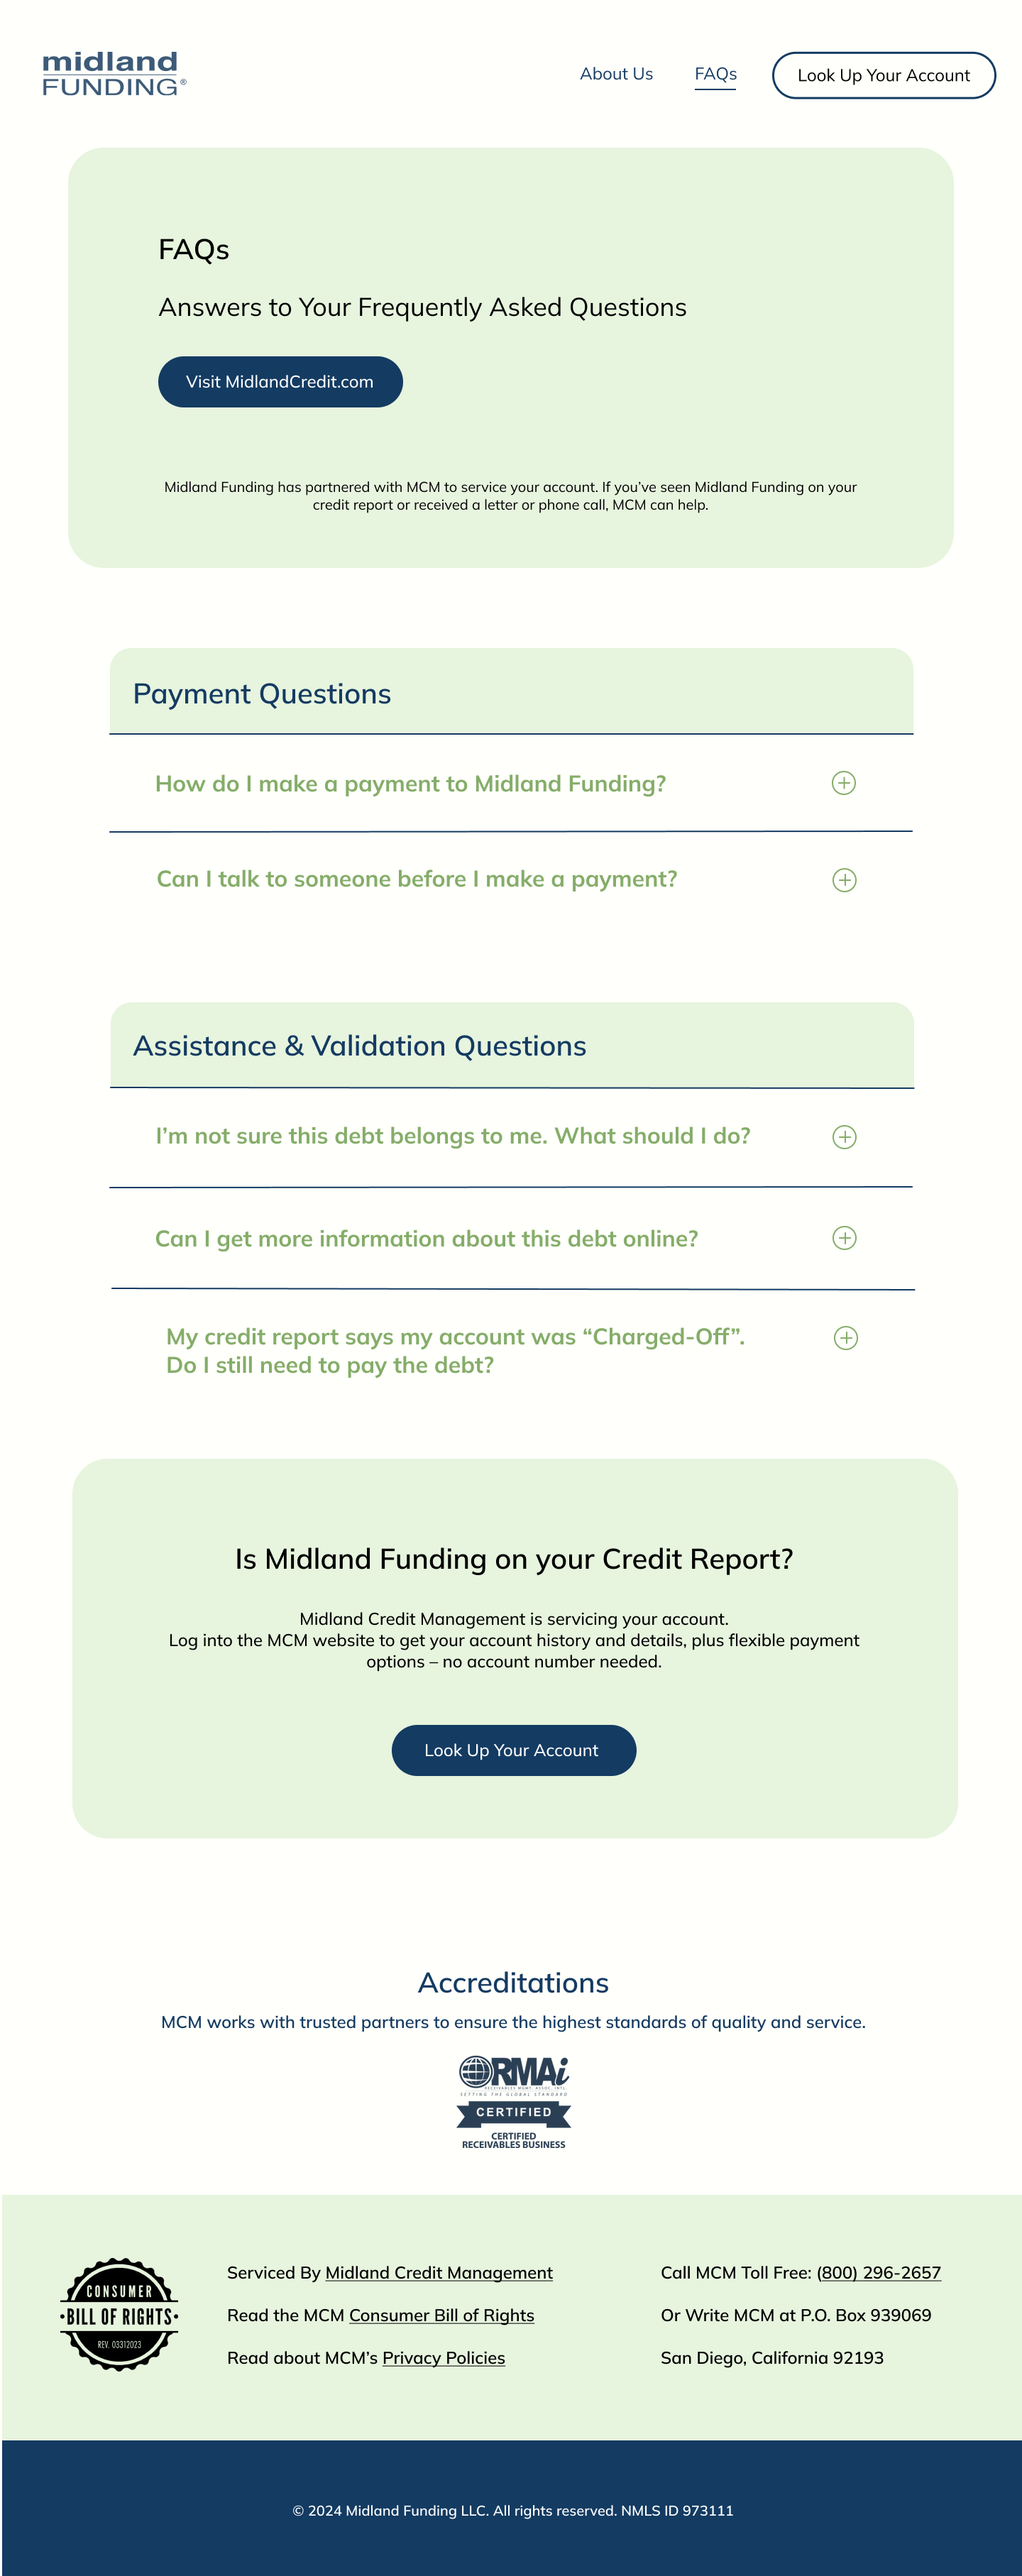 midland
FUNDING®
About Us
FAQs
Look Up Your Account
FAQs
Answers to Your Frequently Asked Questions
Visit MidlandCredit.com
Midland Funding has partnered with MCM to service your account. If you’ve seen Midland Funding on your
credit report or received a letter or phone call, MCM can help.
Payment Questions
How do I make a payment to Midland Funding?
Can I talk to someone before I make a payment?
Assistance & Validation Questions
I’m not sure this debt belongs to me. What should I do?
Can I get more information about this debt online?
My credit report says my account was “Charged-Off”.
Do I still need to pay the debt?
Is Midland Funding on your Credit Report?
Midland Credit Management is servicing your account.
Log into the MCM website to get your account history and details, plus flexible payment
options – no account number needed.
Look Up Your Account
Accreditations
MCM works with trusted partners to ensure the highest standards of quality and service.
RMAi
RECEIVABLES MGMT. ASSOC. INTL.
SETTING THE GLOBAL STANDARD
CERTIFIED
CERTIFIED
RECEIVABLES BUSINESS
CONSUMER
•BILL OF RIGHTS•
REV. 03312023
Serviced By Midland Credit Management
Read the MCM Consumer Bill of Rights
Read about MCM’s Privacy Policies
Call MCM Toll Free: (800) 296-2657
Or Write MCM at P.O. Box 939069
San Diego, California 92193
© 2024 Midland Funding LLC. All rights reserved. NMLS ID 973111